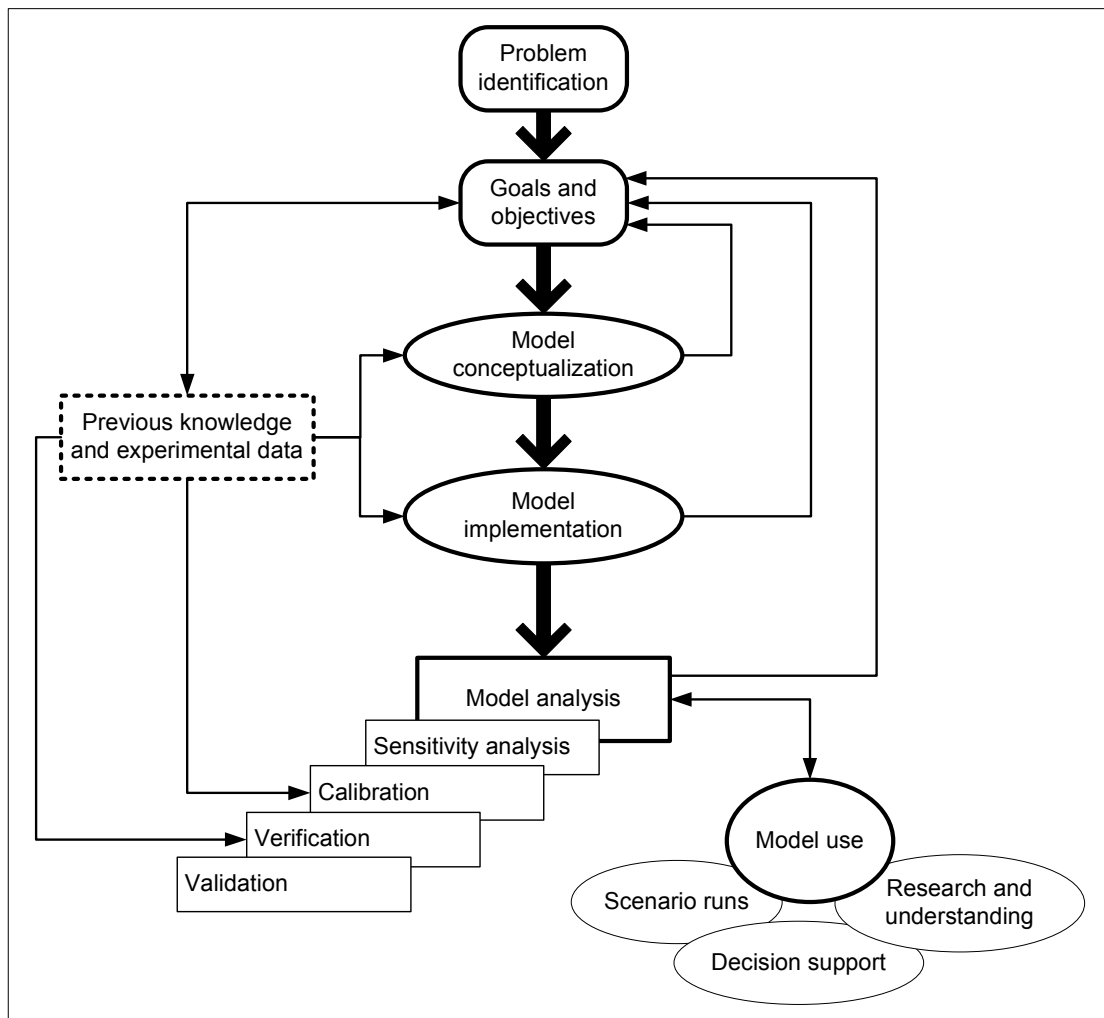 Problem
identification
Goals and
objectives
Model
conceptualization
Previous knowledge
and experimental data
Model
implementation
Model analysis
Sensitivity analysis
Calibration
Verification
Validation
Model use
Scenario runs
Research and
understanding
Decision support